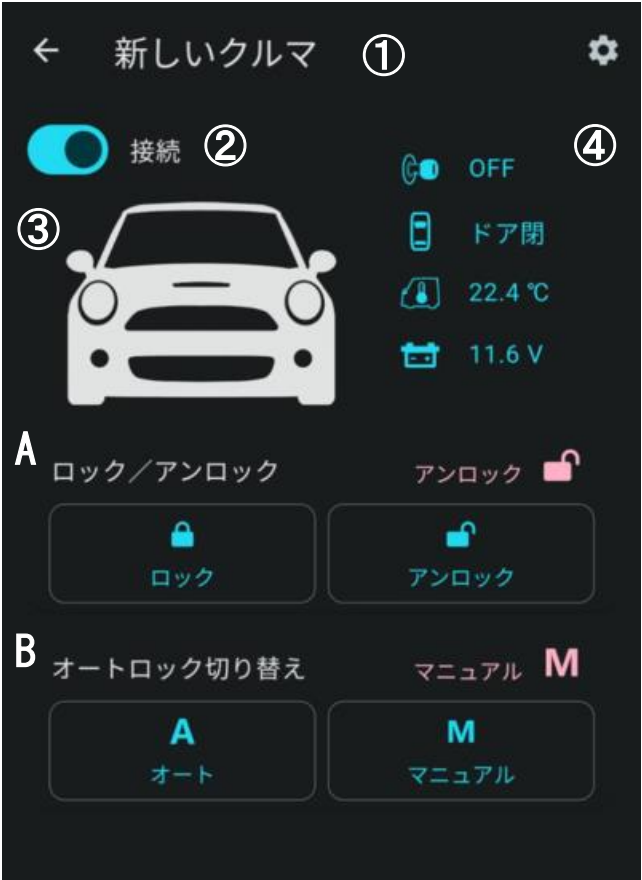 新しいクルマ ①
接続 ②
④
OFF
③
ドア閉
22.4 ℃
11.6 V
A
ロック／アンロック アンロック
ロック アンロック
B
オートロック切り替え マニュアル M
A M
オート マニュアル